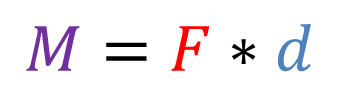 M = F * d